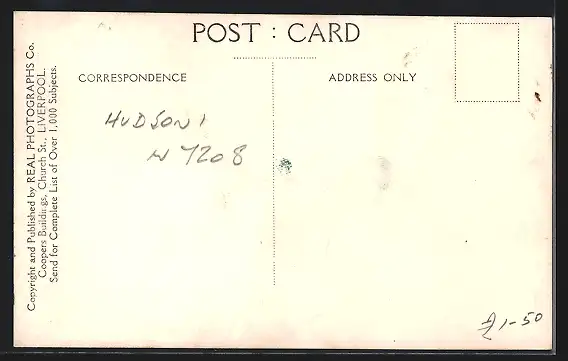 POST : CARD
CORRESPONDENCE
ADDRESS ONLY
HUDSON 1
N 7208
£1-50
Copyright and Published by REAL PHOTOGRAPHS Co.
Coopers Buildings, Church St., LIVERPOOL.
Send for Complete List of Over 1,000 Subjects.